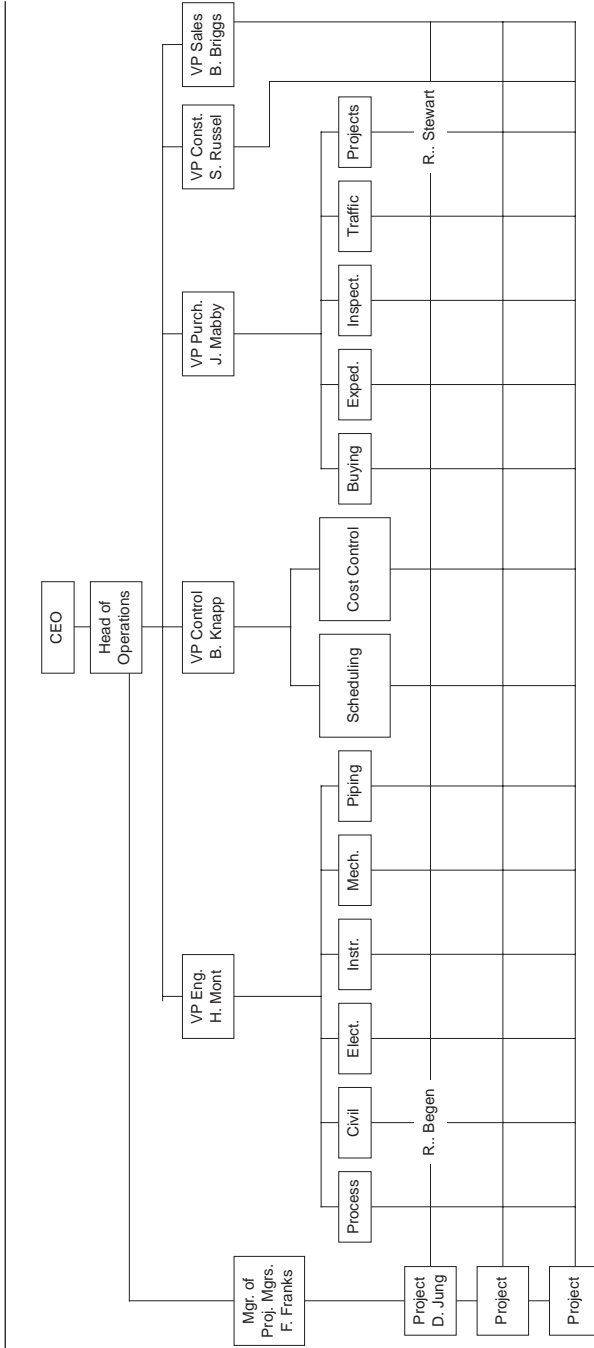 CEO
Head of
Operations
VP Eng.
H. Mont
VP Control
B. Knapp
VP Purch.
J. Mabby
VP Const.
S. Russel
VP Sales
B. Briggs
Mgr. of
Proj. Mgrs.
F. Franks
Process
Civil
Elect.
Instr.
Mech.
Piping
Scheduling
Cost Control
Buying
Exped.
Inspect.
Traffic
Projects
Project
D. Jung
R.. Begen
R.. Stewart
Project
Project